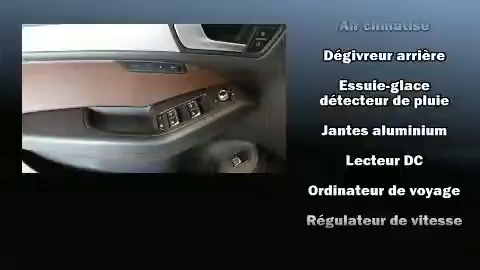 Air climatisé
Dégivreur arrière
Essuie-glace
détecteur de pluie
Jantes aluminium
Lecteur DC
Ordinateur de voyage
Régulateur de vitesse